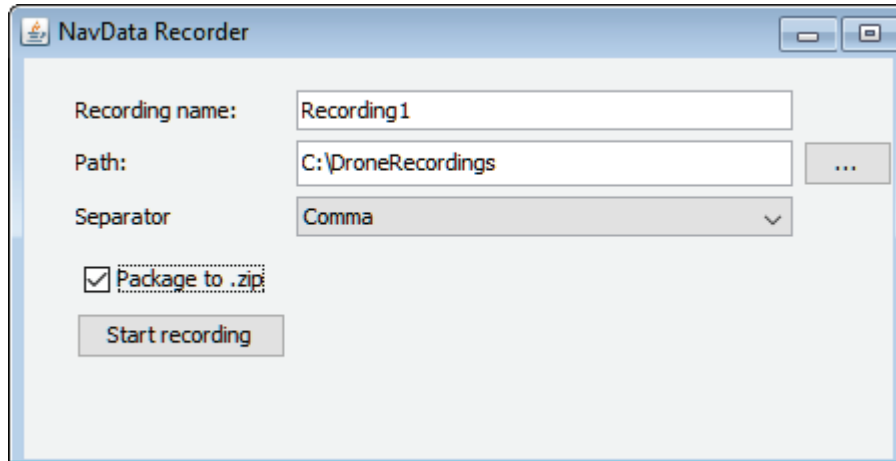 NavData Recorder
Recording name: Recording1
Path: C:\DroneRecordings ...
Separator Comma
Package to .zip
Start recording